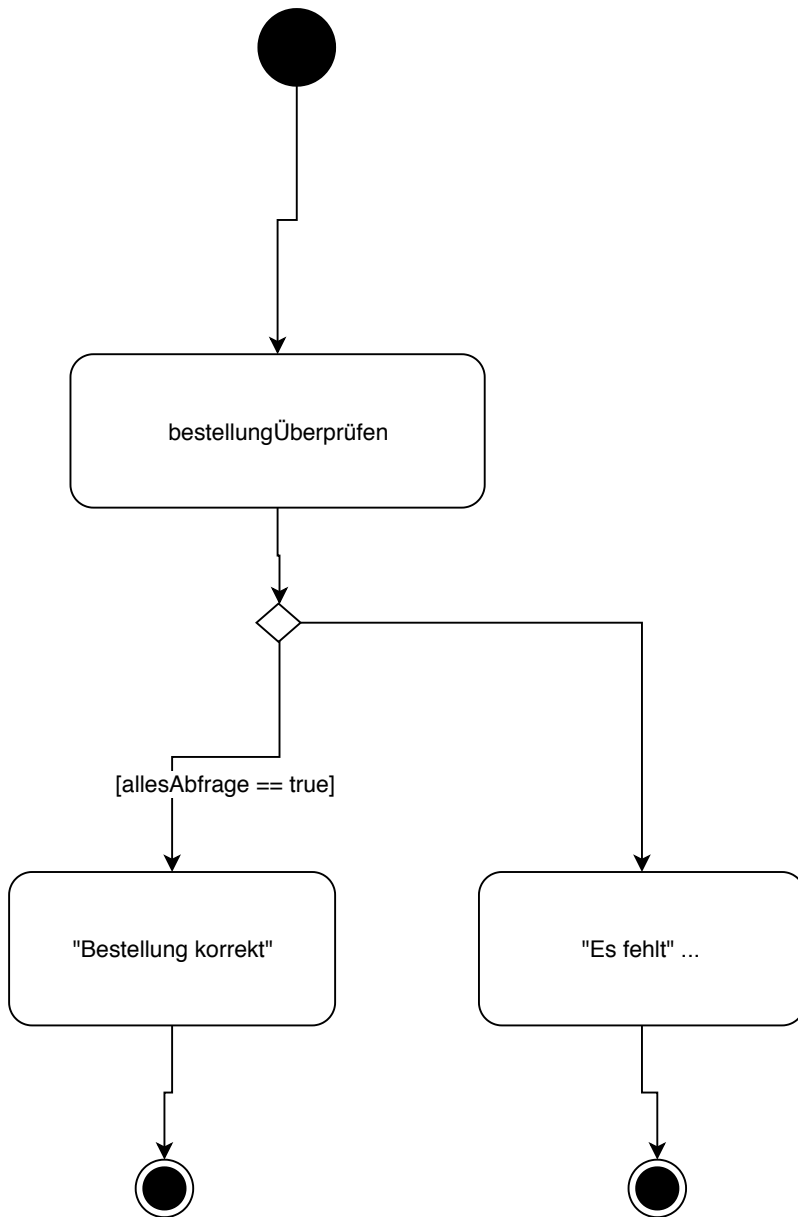 bestellungÜberprüfen
[allesAbfrage == true]
"Bestellung korrekt"
"Es fehlt" ...